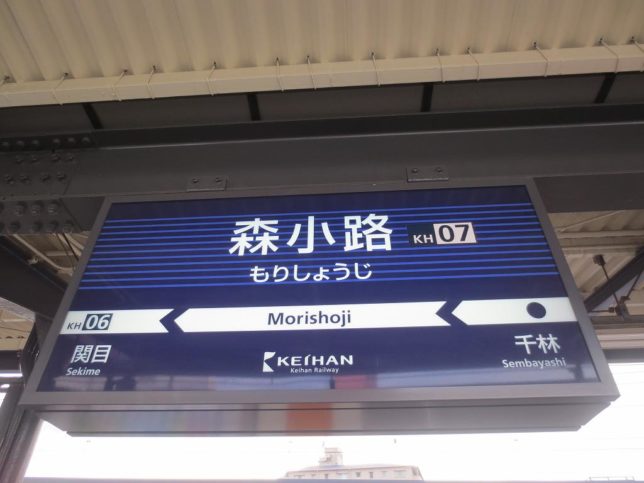 森小路 KH 07
もりしょうじ
KH 06
Morishoji
関目
Sekime
千林
Sembayashi
KEIHAN
Keihan Railway